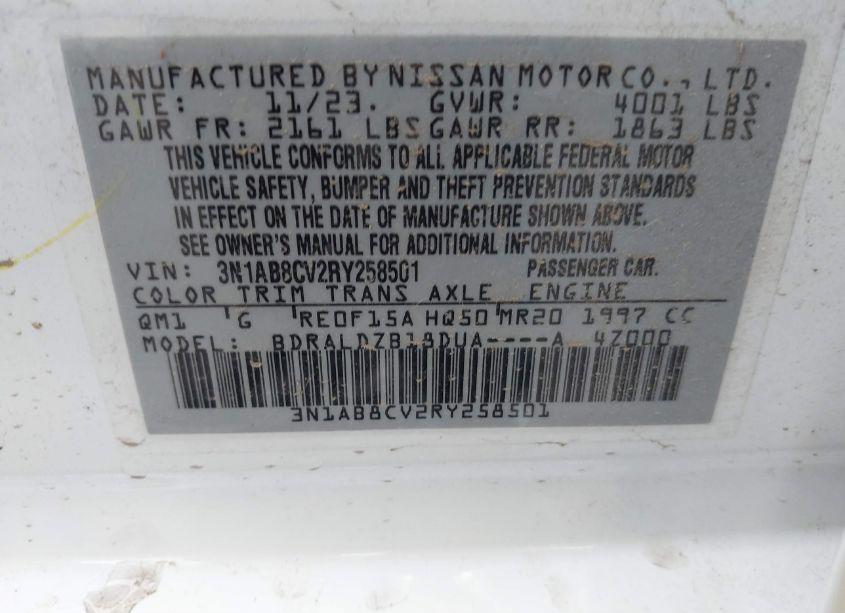 MANUFACTURED BY NISSAN MOTOR CO., LTD.
DATE: 11/23. GVWR: 4001 LBS
GAWR FR: 2161 LBS GAWR RR: 1863 LBS
THIS VEHICLE CONFORMS TO ALL APPLICABLE FEDERAL MOTOR
VEHICLE SAFETY, BUMPER AND THEFT PREVENTION STANDARDS
IN EFFECT ON THE DATE OF MANUFACTURE SHOWN ABOVE.
SEE OWNER'S MANUAL FOR ADDITIONAL INFORMATION.
VIN: 3N1AB8CV2RY258501 PASSENGER CAR.
COLOR TRIM TRANS AXLE ENGINE
QM1 G RE0F15A HQ50 MR20 1997 CC
MODEL: BDRALDZB18DUA----A 4Z000
3N1AB8CV2RY258501